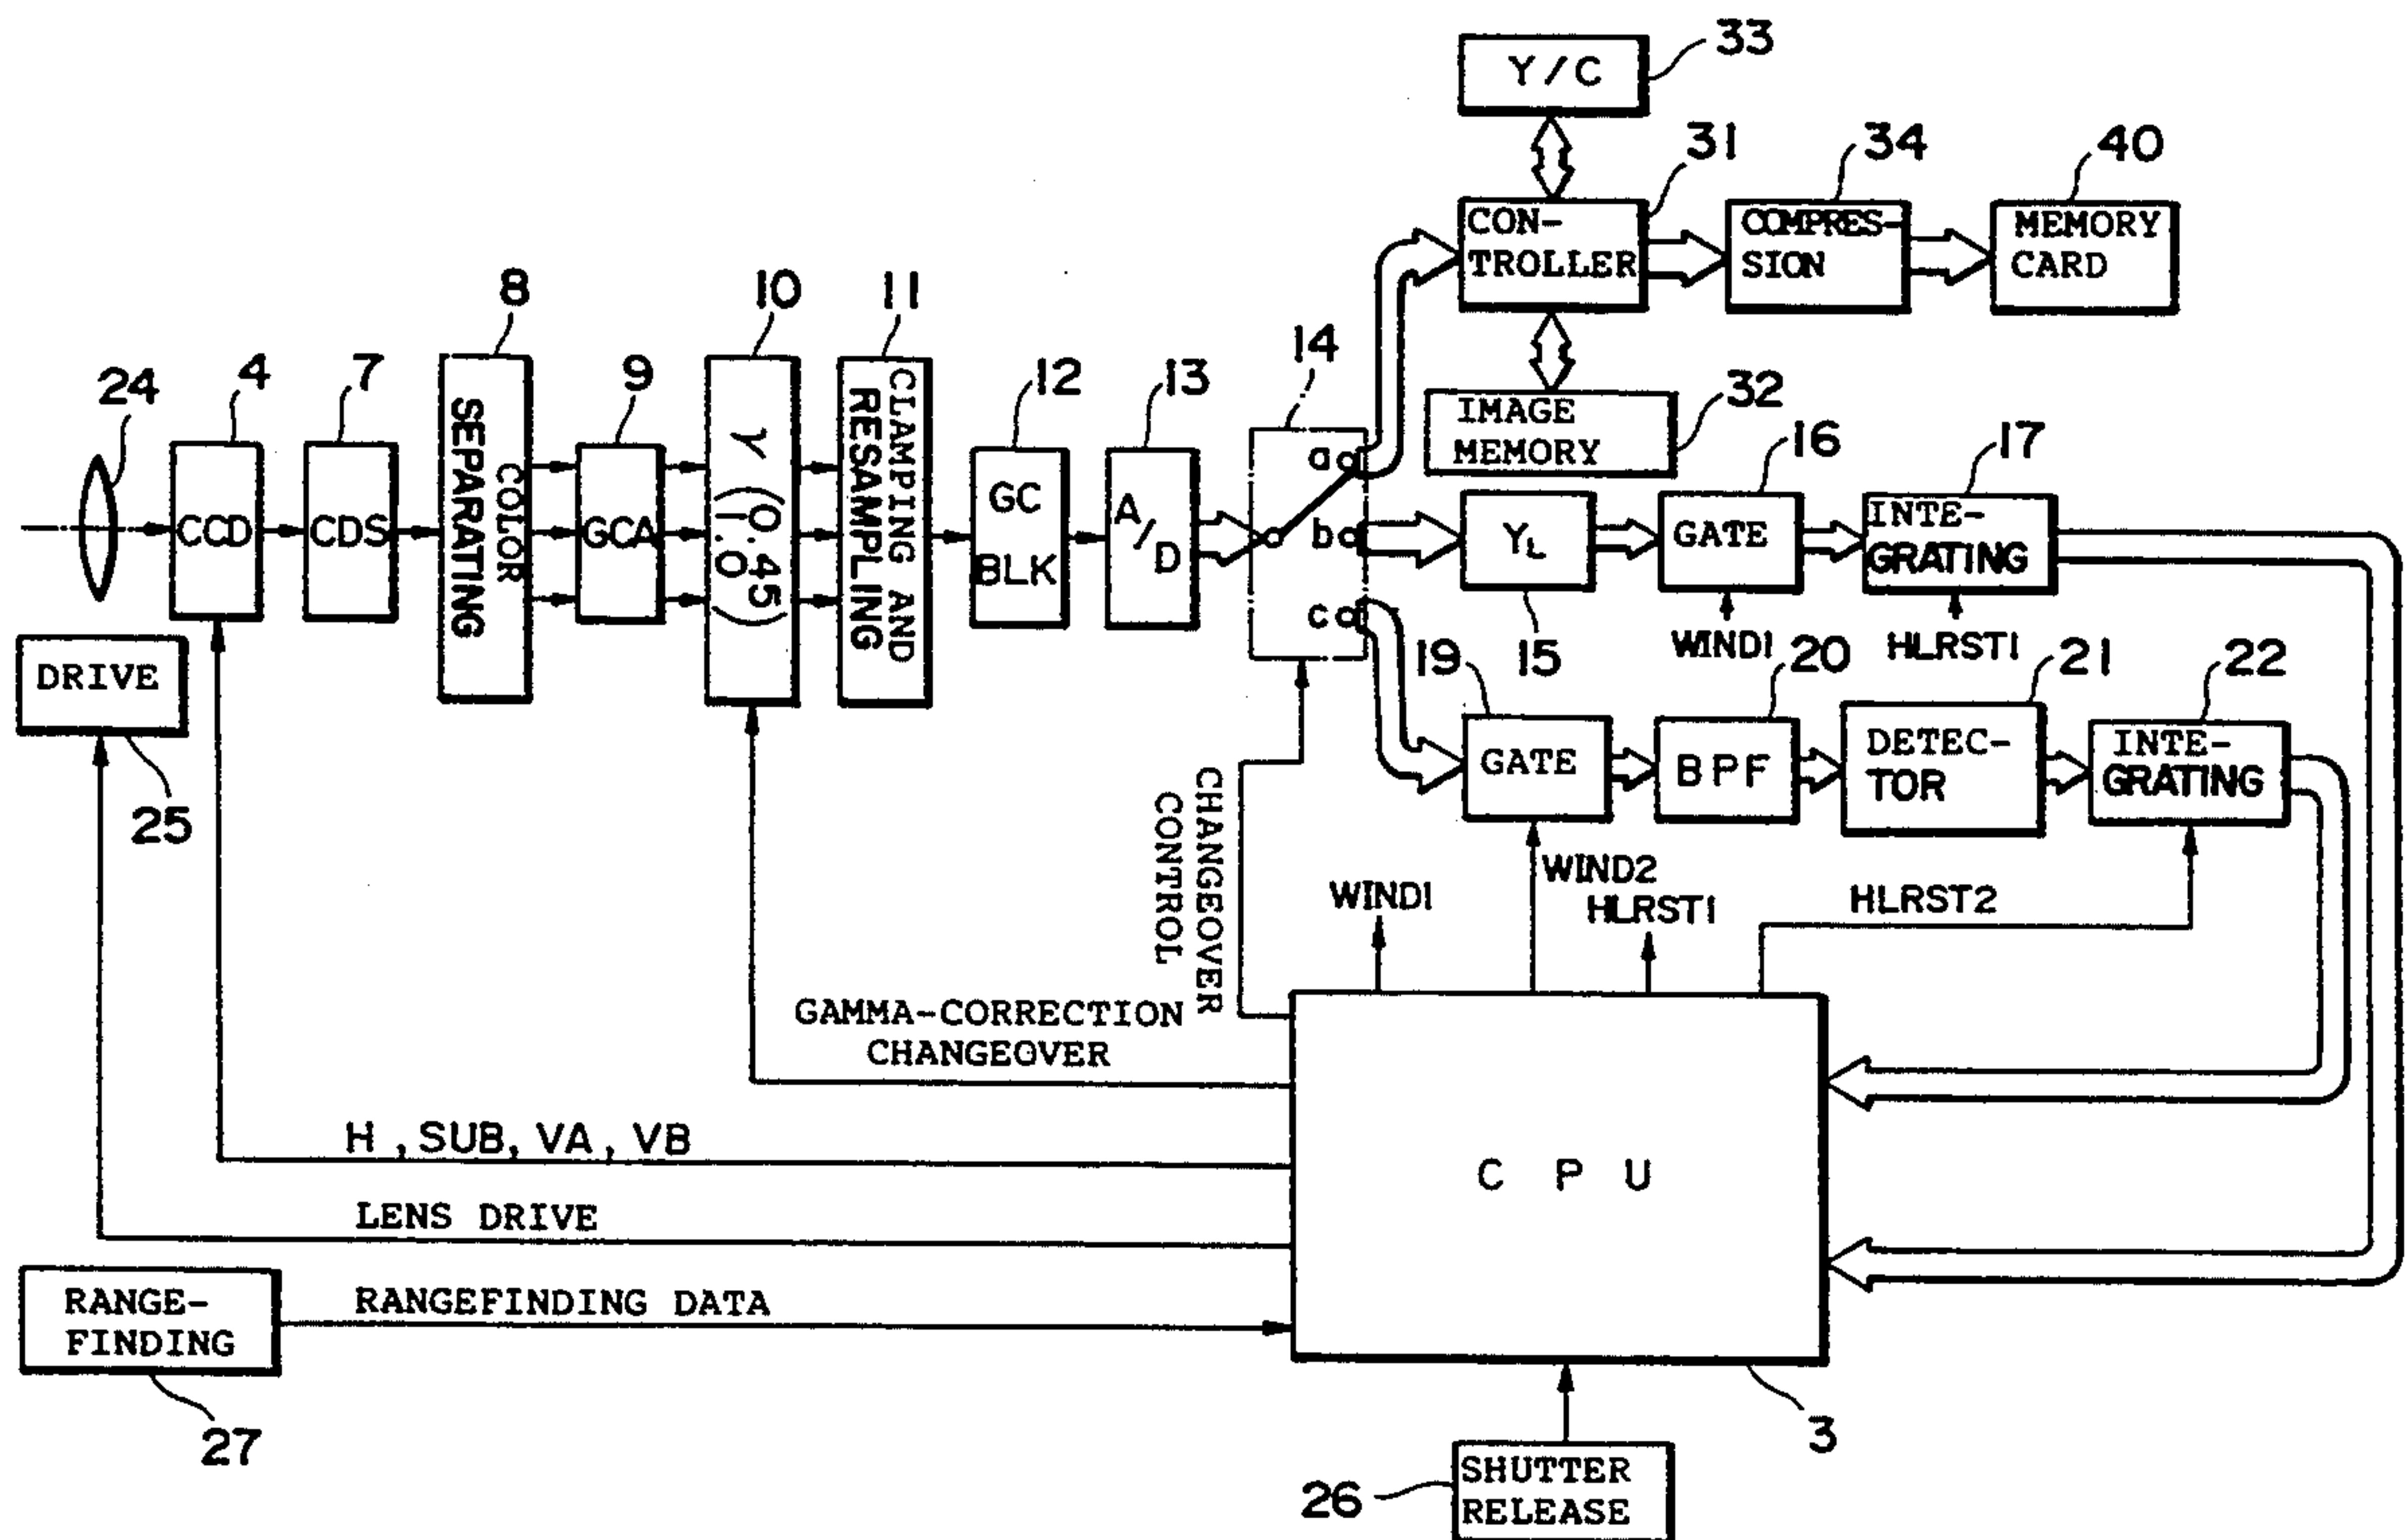 33
Y/C
31
34
40
CON-
TROLLER
COMPRES-
SION
MEMORY
CARD
8
10
11
14
24
4
7
9
12
13
IMAGE
MEMORY
32
16
17
CCD
CDS
COLOR
SEPARATING
GCA
γ (0.45)
(1.0)
CLAMPING AND
RESAMPLING
GC
BLK
A/D
a
b
c
YL
GATE
INTE-
GRATING
15
WIND1
HLRST1
DRIVE
25
19
20
21
22
GATE
BPF
DETEC-
TOR
INTE-
GRATING
CHANGEOVER
CONTROL
WIND1
WIND2
HLRST1
HLRST2
GAMMA-CORRECTION
CHANGEOVER
H, SUB, VA, VB
CPU
LENS DRIVE
RANGE-
FINDING
RANGEFINDING DATA
27
3
26
SHUTTER
RELEASE